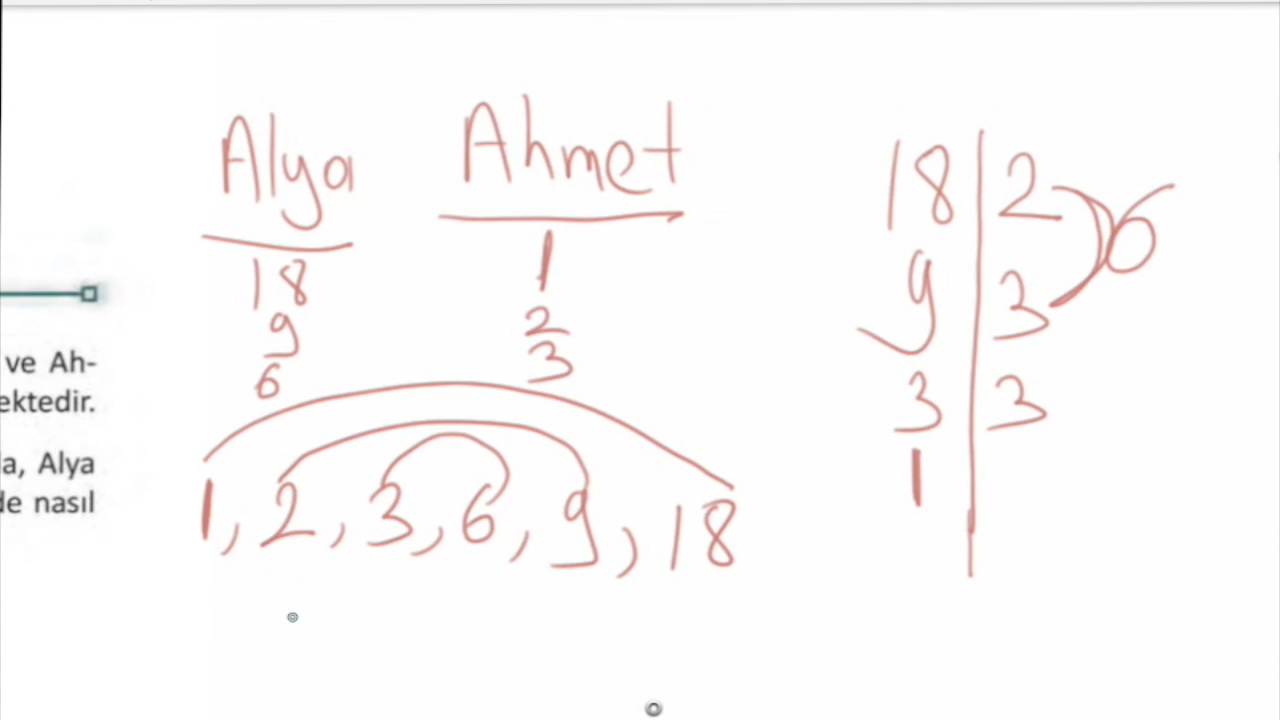 ve Ah-
ektedir.
a, Alya
de nasıl
Alya
18
9
6
Ahmet
1
2
3
1, 2, 3, 6, 9, 18
18 2
9 3
3 3
1
6